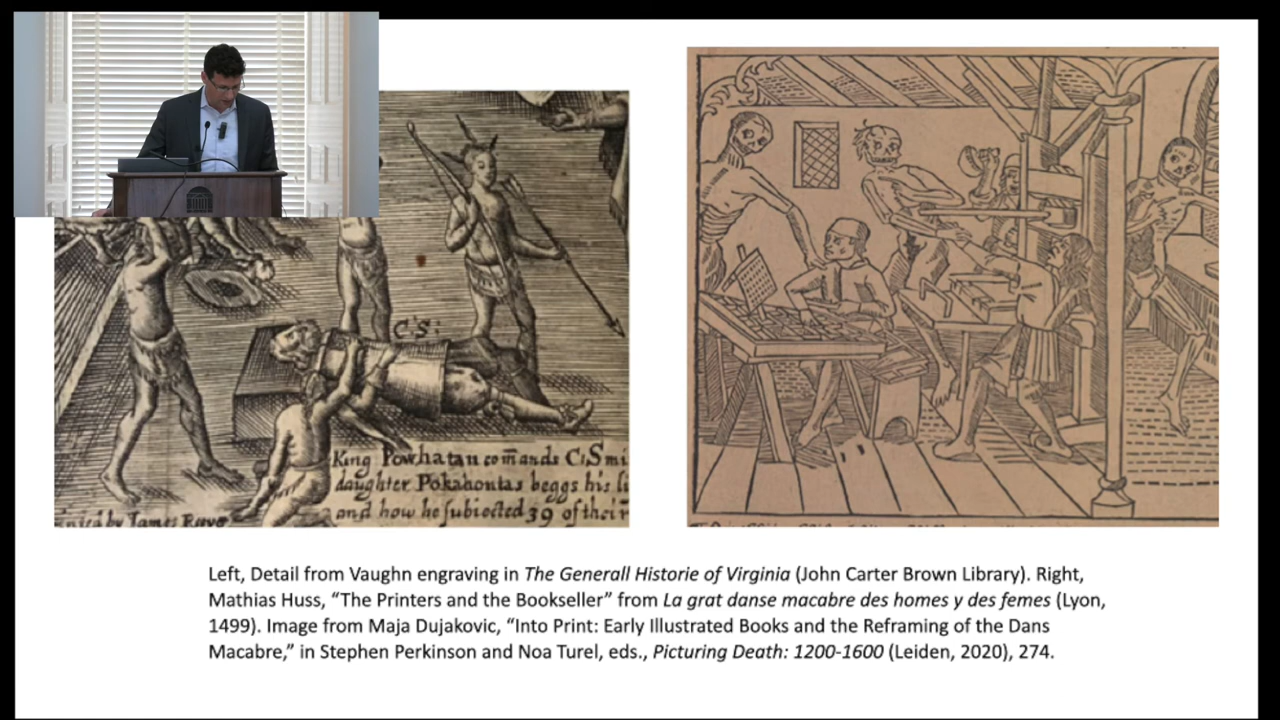 C:S:
King Powhatan com̄ands C:Smi
daughter Pokahontas beggs his li
and how he subiected 39 of their
by James Reeve
Left, Detail from Vaughn engraving in The Generall Historie of Virginia (John Carter Brown Library). Right,
Mathias Huss, “The Printers and the Bookseller” from La grat danse macabre des homes y des femes (Lyon,
1499). Image from Maja Dujakovic, “Into Print: Early Illustrated Books and the Reframing of the Dans
Macabre,” in Stephen Perkinson and Noa Turel, eds., Picturing Death: 1200-1600 (Leiden, 2020), 274.